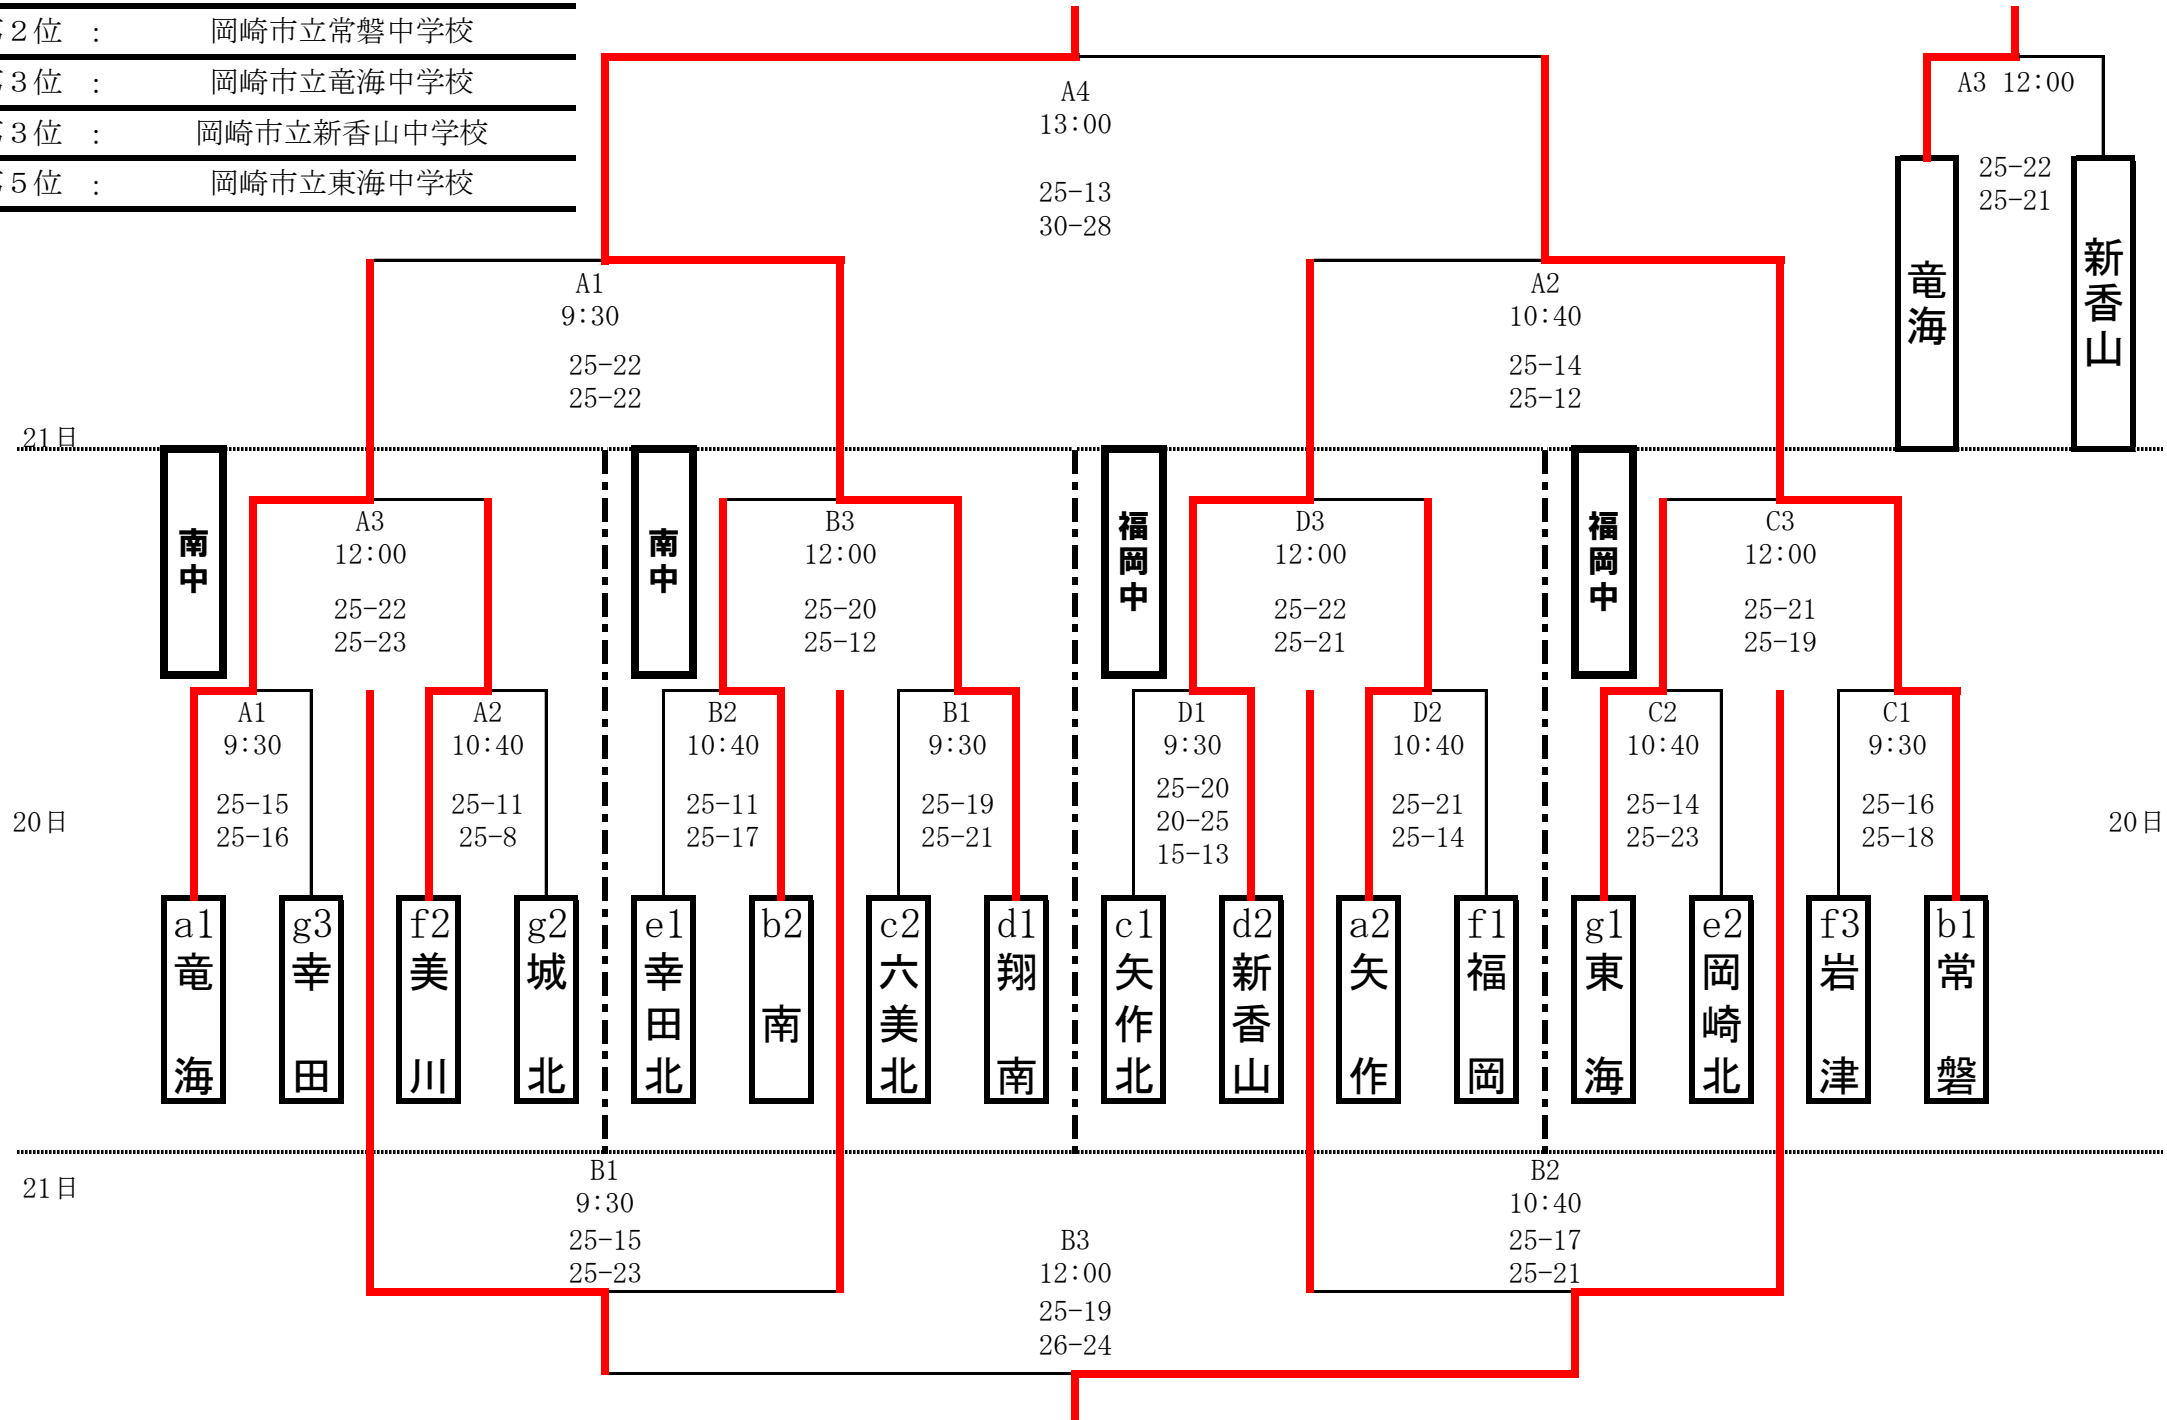 ２位 : 岡崎市立常磐中学校
３位 : 岡崎市立竜海中学校
３位 : 岡崎市立新香山中学校
５位 : 岡崎市立東海中学校
A4
13:00
25-13
30-28
A3 12:00
25-22
25-21
竜海
新香山
A1
9:30
25-22
25-22
A2
10:40
25-14
25-12
21日
南中
南中
福岡中
福岡中
A3
12:00
25-22
25-23
B3
12:00
25-20
25-12
D3
12:00
25-22
25-21
C3
12:00
25-21
25-19
A1
9:30
25-15
25-16
A2
10:40
25-11
25-8
B2
10:40
25-11
25-17
B1
9:30
25-19
25-21
D1
9:30
25-20
20-25
15-13
D2
10:40
25-21
25-14
C2
10:40
25-14
25-23
C1
9:30
25-16
25-18
20日
20日
a1
竜海
g3
幸田
f2
美川
g2
城北
e1
幸田北
b2
南
c2
六美北
d1
翔南
c1
矢作北
d2
新香山
a2
矢作
f1
福岡
g1
東海
e2
岡崎北
f3
岩津
b1
常磐
21日
B1
9:30
25-15
25-23
B2
10:40
25-17
25-21
B3
12:00
25-19
26-24